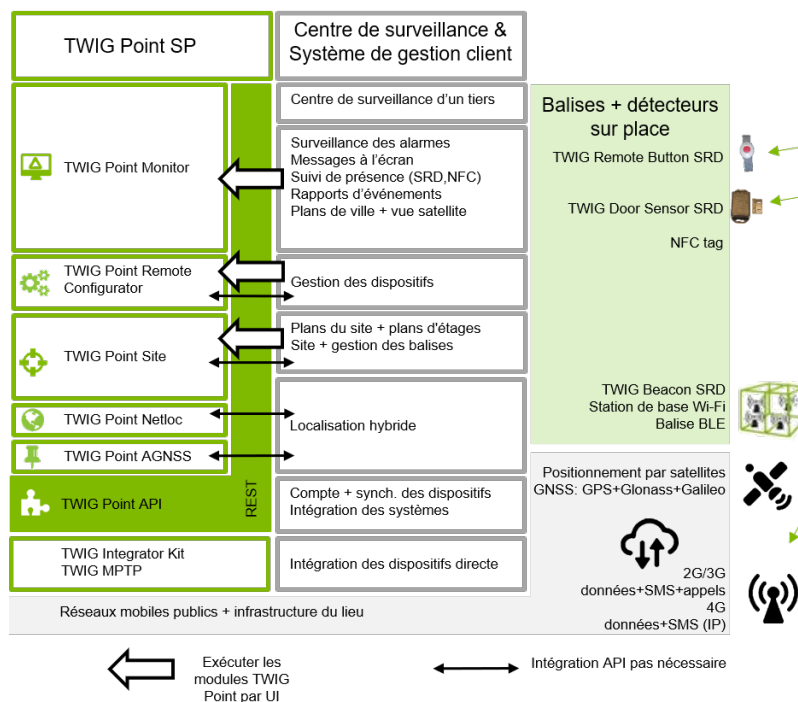 TWIG Point SP
Centre de surveillance &
Système de gestion client
Centre de surveillance d'un tiers
TWIG Point Monitor
Surveillance des alarmes
Messages à l'écran
Suivi de présence (SRD,NFC)
Rapports d'événements
Plans de ville + vue satellite
TWIG Point Remote
Configurator
Gestion des dispositifs
TWIG Point Site
Plans du site + plans d'étages
Site + gestion des balises
TWIG Point Netloc
Localisation hybride
TWIG Point AGNSS
TWIG Point API
REST
Compte + synch. des dispositifs
Intégration des systèmes
TWIG Integrator Kit
TWIG MPTP
Intégration des dispositifs directe
Balises + détecteurs
sur place
TWIG Remote Button SRD
TWIG Door Sensor SRD
NFC tag
TWIG Beacon SRD
Station de base Wi-Fi
Balise BLE
Positionnement par satellites
GNSS: GPS+Glonass+Galileo
2G/3G
données+SMS+appels
4G
données+SMS (IP)
Réseaux mobiles publics + infrastructure du lieu
Exécuter les
modules TWIG
Point par UI
Intégration API pas nécessaire